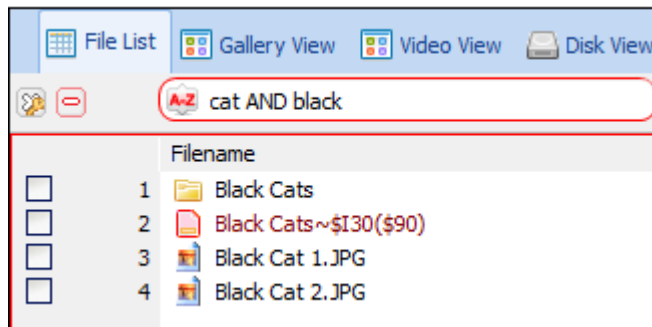 File List Gallery View Video View Disk View
A-Z cat AND black
Filename
1 Black Cats
2 Black Cats~$I30($90)
3 Black Cat 1.JPG
4 Black Cat 2.JPG